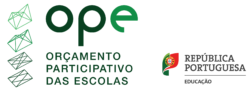 ope
ORÇAMENTO
PARTICIPATIVO
DAS ESCOLAS
REPÚBLICA
PORTUGUESA
EDUCAÇÃO